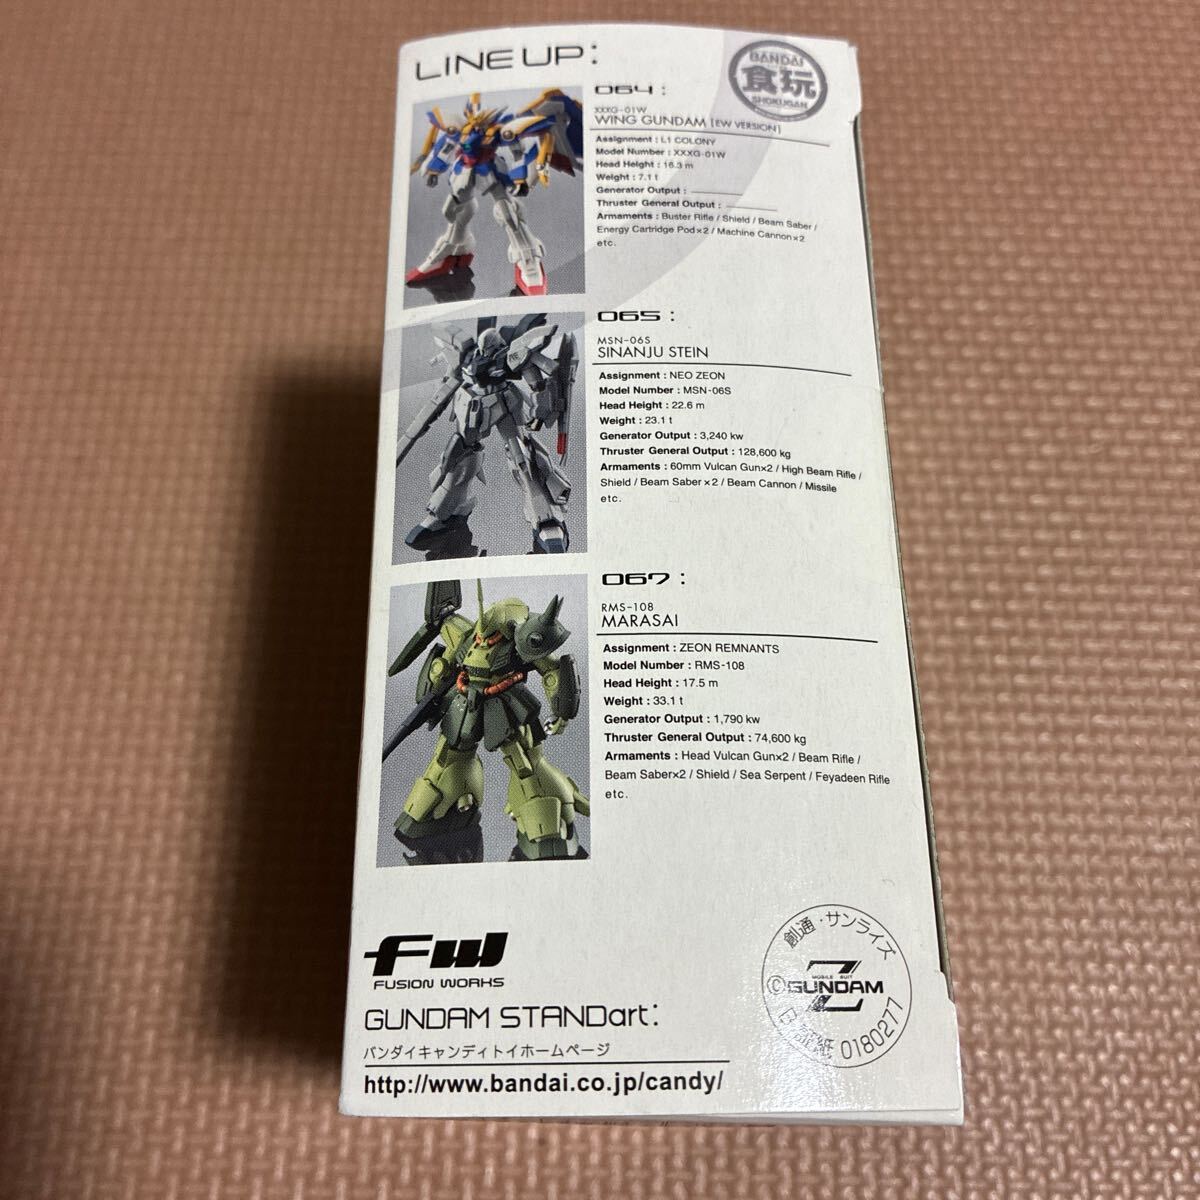 LINE UP:
BANDAI
食玩
SHOKUGAN
064:
XXXG-01W
WING GUNDAM [EW VERSION]
Assignment : L1 COLONY
Model Number : XXXG-01W
Head Height : 16.3 m
Weight : 7.1 t
Generator Output :
Thruster General Output :
Armaments : Buster Rifle / Shield / Beam Saber /
Energy Cartridge Pod×2 / Machine Cannon×2
etc.
065:
MSN-06S
SINANJU STEIN
Assignment : NEO ZEON
Model Number : MSN-06S
Head Height : 22.6 m
Weight : 23.1 t
Generator Output : 3,240 kw
Thruster General Output : 128,600 kg
Armaments : 60mm Vulcan Gun×2 / High Beam Rifle /
Shield / Beam Saber ×2 / Beam Cannon / Missile
etc.
067:
RMS-108
MARASAI
Assignment : ZEON REMNANTS
Model Number : RMS-108
Head Height : 17.5 m
Weight : 33.1 t
Generator Output : 1,790 kw
Thruster General Output : 74,600 kg
Armaments : Head Vulcan Gun×2 / Beam Rifle /
Beam Saber×2 / Shield / Sea Serpent / Feyadeen Rifle
etc.
FW
FUSION WORKS
GUNDAM STANDart:
バンダイキャンディトイホームページ
http://www.bandai.co.jp/candy/
創通・サンライズ
MOBILE SUIT
Z
©GUNDAM
紙 0180277